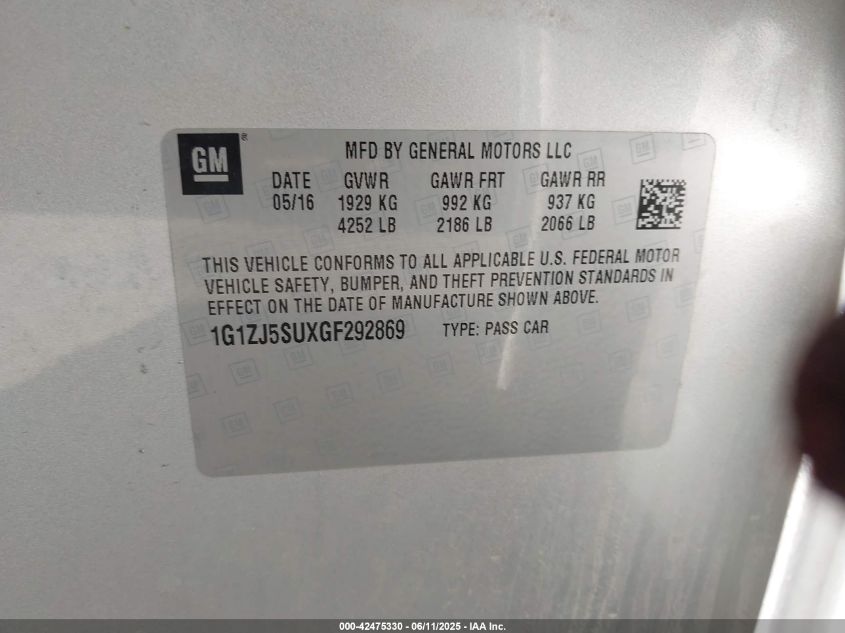 GM ®
MFD BY GENERAL MOTORS LLC
DATE GVWR GAWR FRT GAWR RR
05/16 1929 KG 992 KG 937 KG
4252 LB 2186 LB 2066 LB
THIS VEHICLE CONFORMS TO ALL APPLICABLE U.S. FEDERAL MOTOR
VEHICLE SAFETY, BUMPER, AND THEFT PREVENTION STANDARDS IN
EFFECT ON THE DATE OF MANUFACTURE SHOWN ABOVE.
1G1ZJ5SUXGF292869 TYPE: PASS CAR
000-42475330 - 06/11/2025 - IAA Inc.